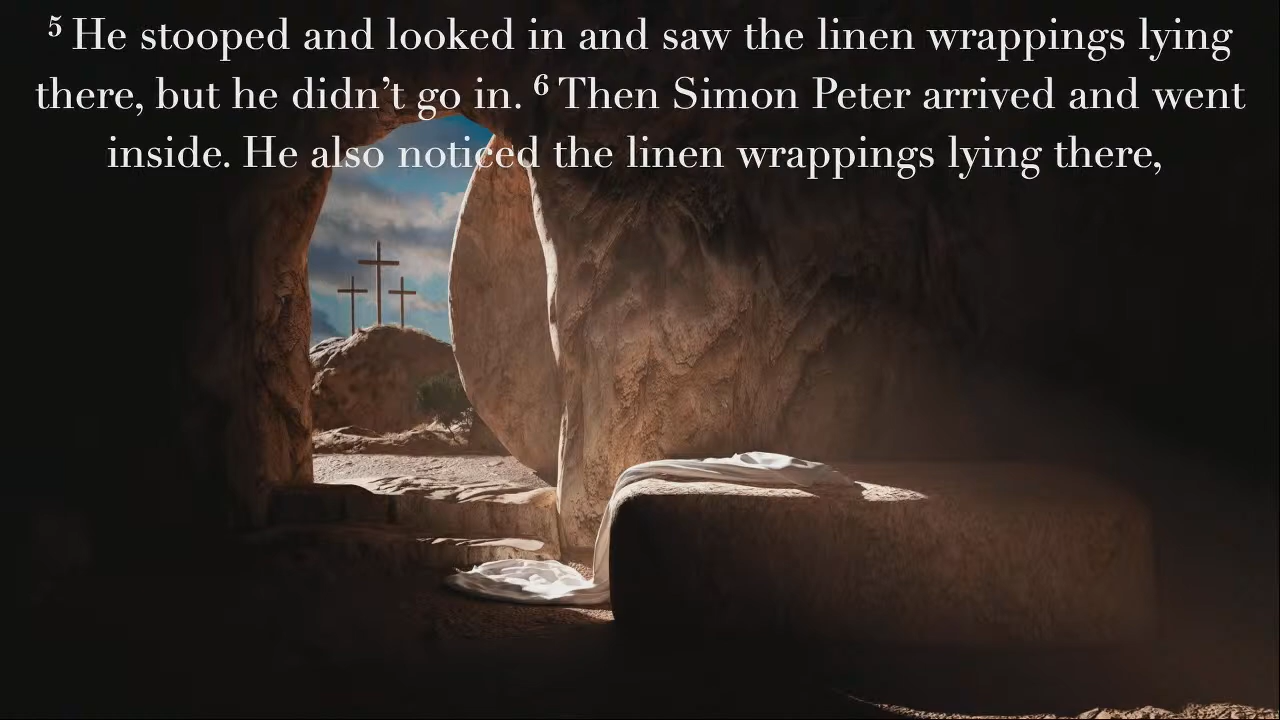 ⁵ He stooped and looked in and saw the linen wrappings lying
there, but he didn’t go in. ⁶ Then Simon Peter arrived and went
inside. He also noticed the linen wrappings lying there,